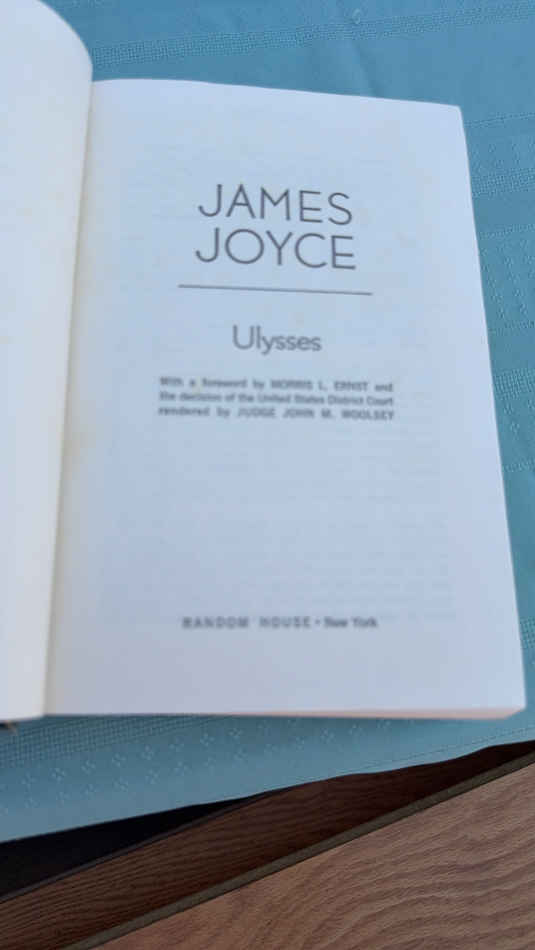 JAMES
JOYCE
Ulysses
With a foreword by MORRIS L. ERNST and
the decision of the United States District Court
rendered by JUDGE JOHN M. WOOLSEY
RANDOM HOUSE • New York